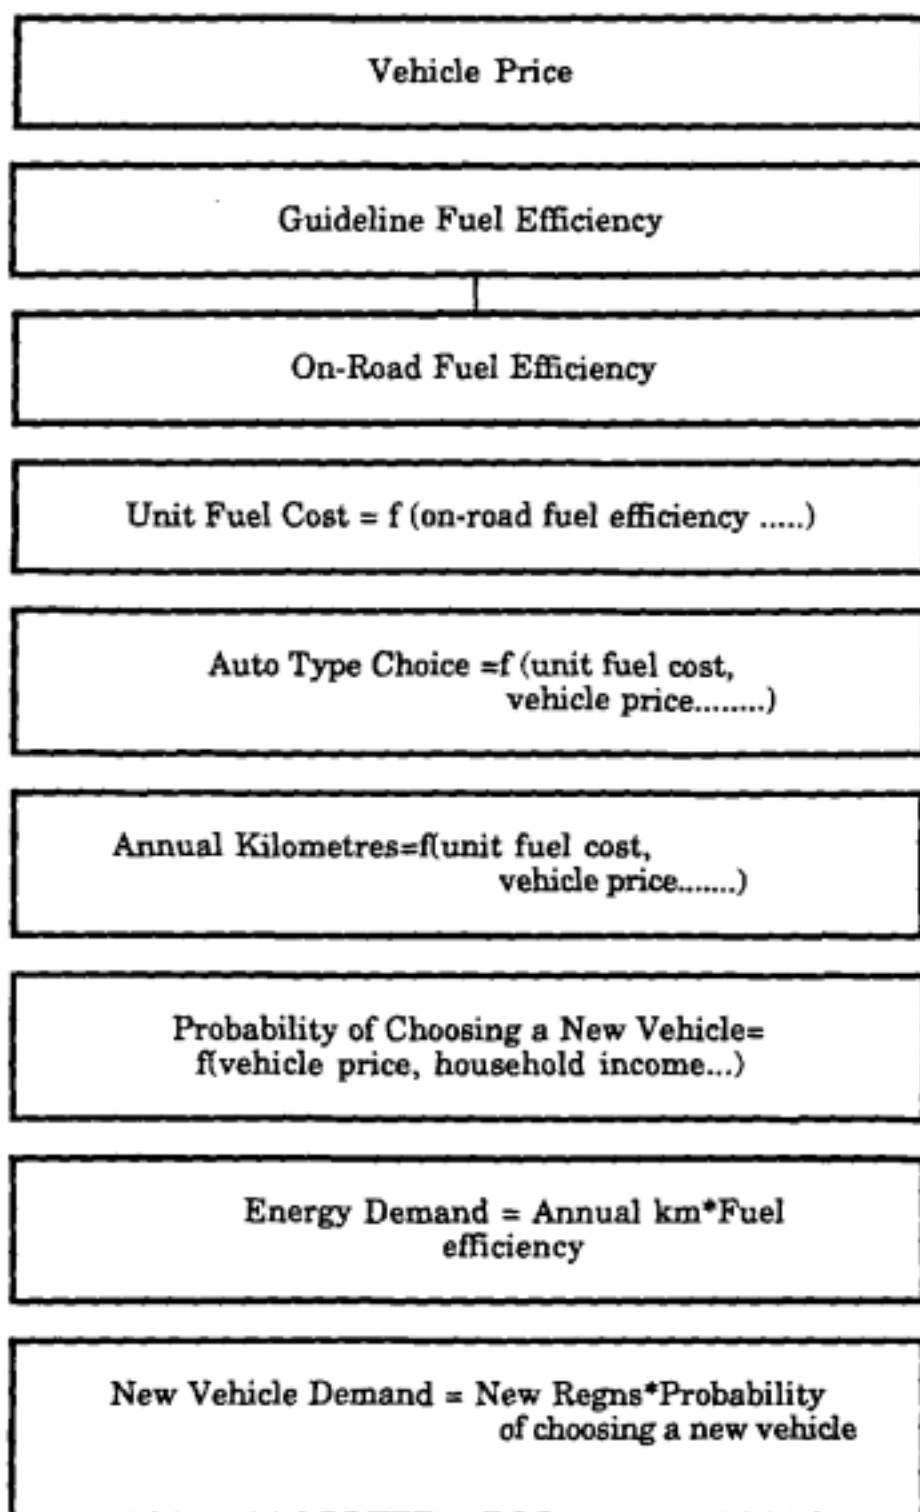 Vehicle Price
Guideline Fuel Efficiency
On-Road Fuel Efficiency
Unit Fuel Cost = f (on-road fuel efficiency .....)
Auto Type Choice =f (unit fuel cost,
vehicle price........)
Annual Kilometres=f(unit fuel cost,
vehicle price.......)
Probability of Choosing a New Vehicle=
f(vehicle price, household income...)
Energy Demand = Annual km*Fuel
efficiency
New Vehicle Demand = New Regns*Probability
of choosing a new vehicle